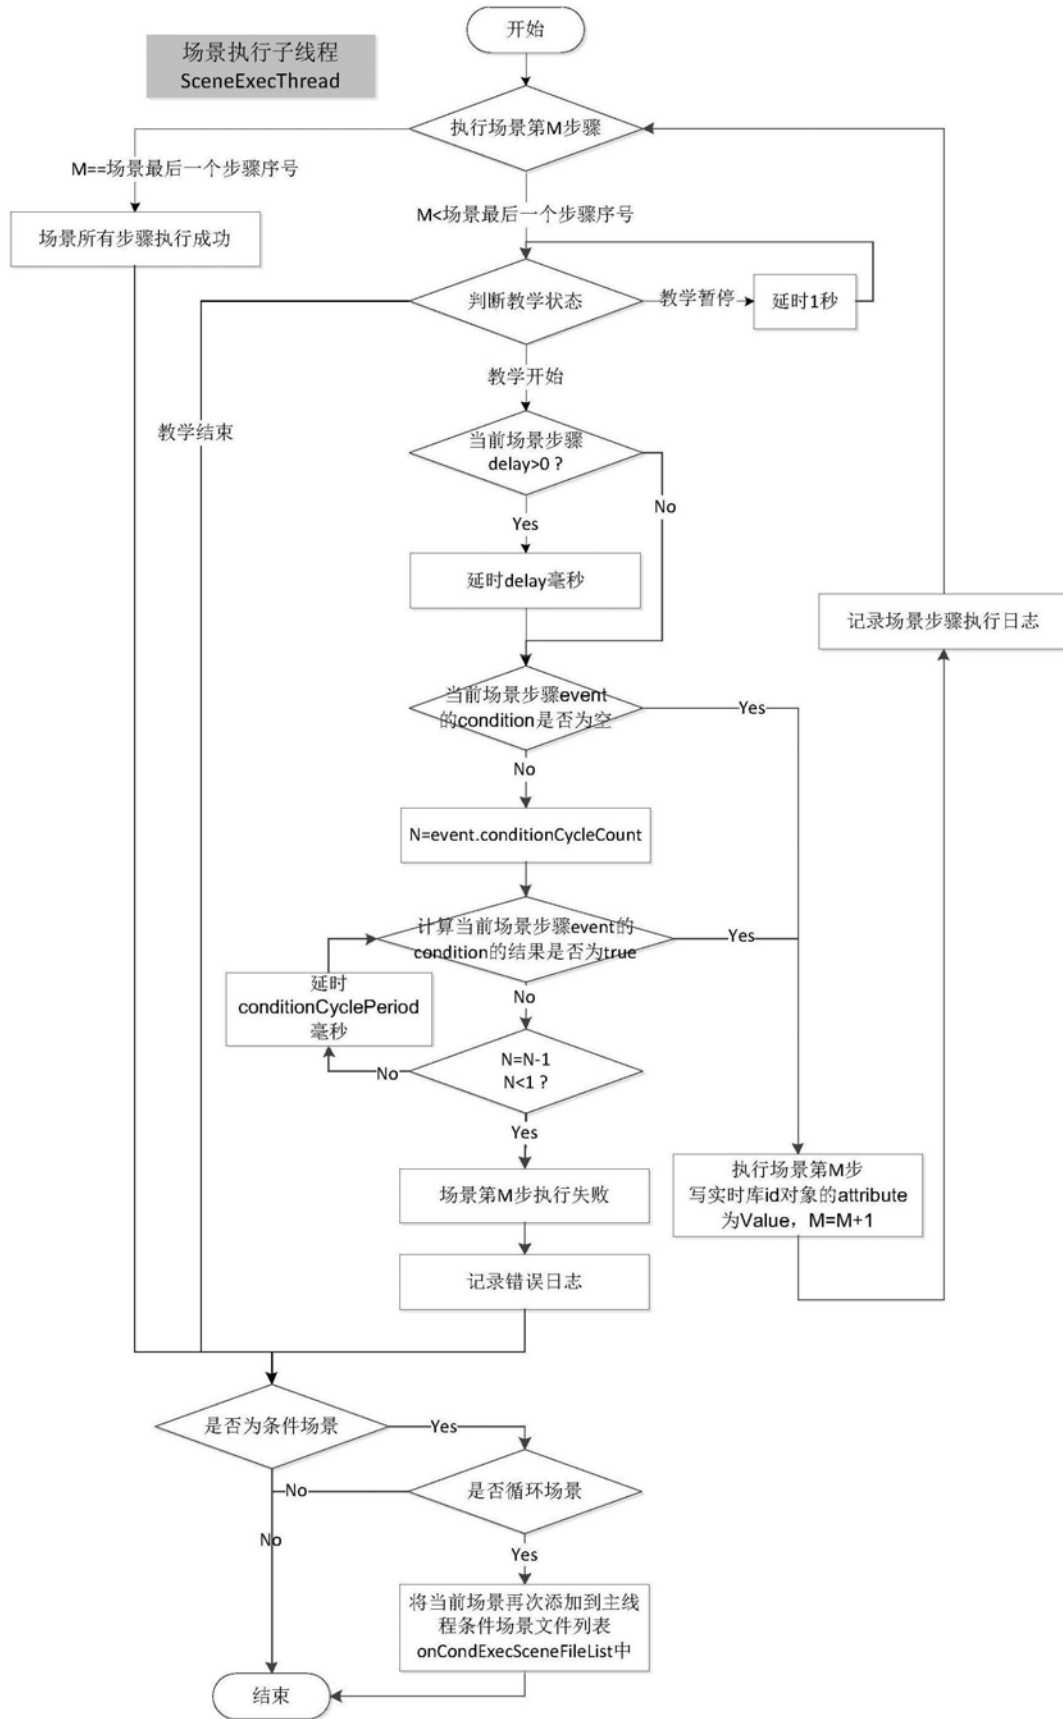 开始
场景执行子线程
SceneExecThread
执行场景第M步骤
M==场景最后一个步骤序号
M<场景最后一个步骤序号
场景所有步骤执行成功
判断教学状态
教学暂停
延时1秒
教学开始
教学结束
当前场景步骤
delay>0？
No
Yes
延时delay毫秒
记录场景步骤执行日志
当前场景步骤event
的condition是否为空
Yes
No
N=event.conditionCycleCount
计算当前场景步骤event的
condition的结果是否为true
Yes
延时
conditionCyclePeriod
毫秒
No
N=N-1
N<1？
No
Yes
执行场景第M步
写实时库id对象的attribute
为Value，M=M+1
场景第M步执行失败
记录错误日志
是否为条件场景
Yes
是否循环场景
No
No
Yes
将当前场景再次添加到主线
程条件场景文件列表
onCondExecSceneFileList中
结束